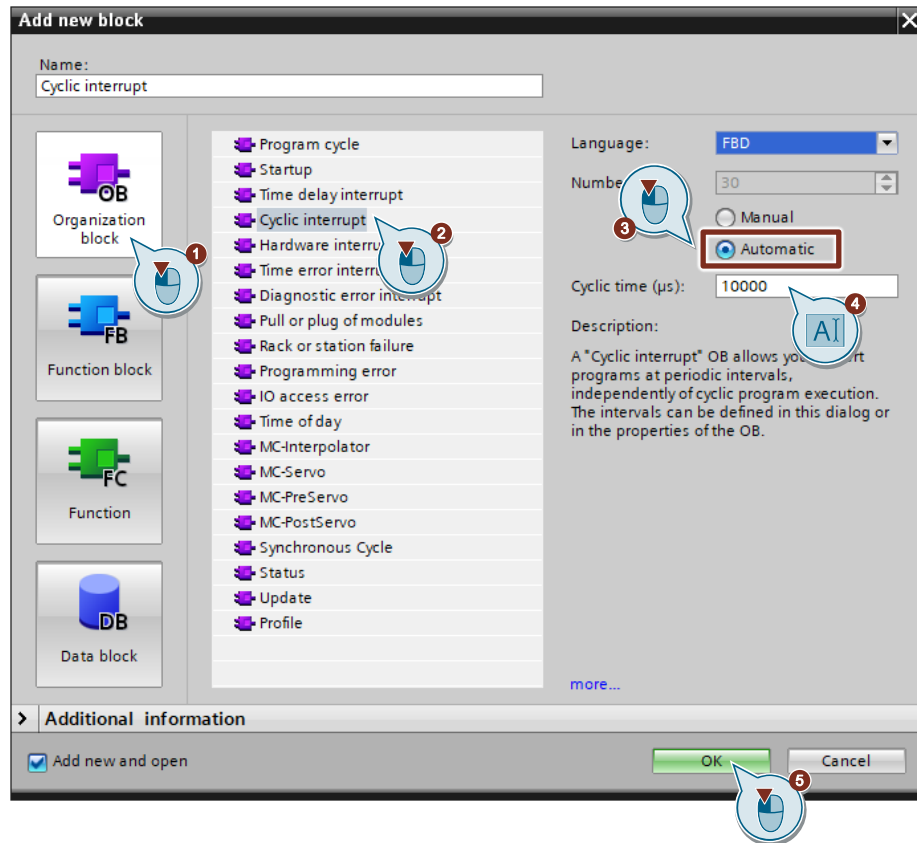 Add new block
Name:
Cyclic interrupt
OB
Organization
block
FB
Function block
FC
Function
DB
Data block
Program cycle
Startup
Time delay interrupt
Cyclic interrupt
Hardware interru
Time error interru
Diagnostic error inte upt
Pull or plug of modules
Rack or station failure
Programming error
IO access error
Time of day
MC-Interpolator
MC-Servo
MC-PreServo
MC-PostServo
Synchronous Cycle
Status
Update
Profile
Language: FBD
Numbe 30
Manual
Automatic
Cyclic time (µs): 10000
Description:
A "Cyclic interrupt" OB allows you rt
programs at periodic intervals,
independently of cyclic program execution.
The intervals can be defined in this dialog or
in the properties of the OB.
more...
Additional information
Add new and open
OK
Cancel
1
2
3
4
AI
5